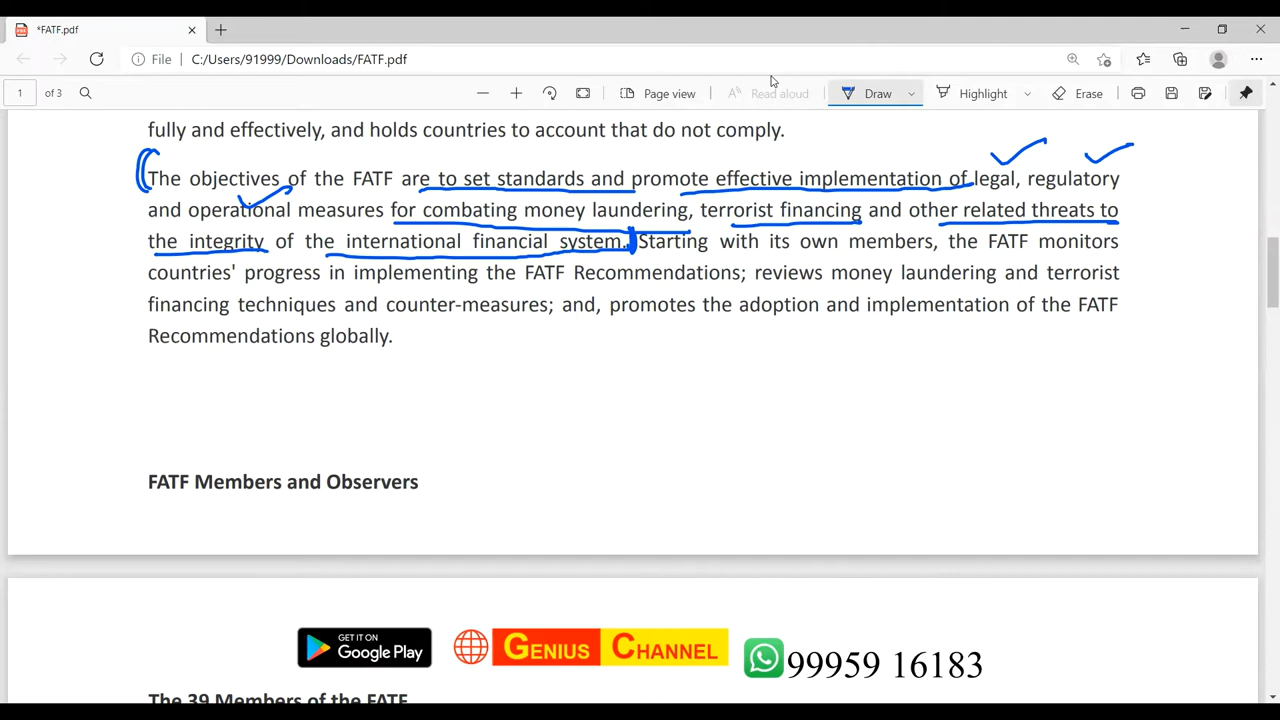 *FATF.pdf
File C:/Users/91999/Downloads/FATF.pdf
1 of 3 Page view Read aloud Draw Highlight Erase
fully and effectively, and holds countries to account that do not comply.
The objectives of the FATF are to set standards and promote effective implementation of legal, regulatory
and operational measures for combating money laundering, terrorist financing and other related threats to
the integrity of the international financial system. Starting with its own members, the FATF monitors
countries' progress in implementing the FATF Recommendations; reviews money laundering and terrorist
financing techniques and counter-measures; and, promotes the adoption and implementation of the FATF
Recommendations globally.
FATF Members and Observers
GET IT ON
Google Play
GENIUS CHANNEL
99959 16183
The 39 Members of the FATF